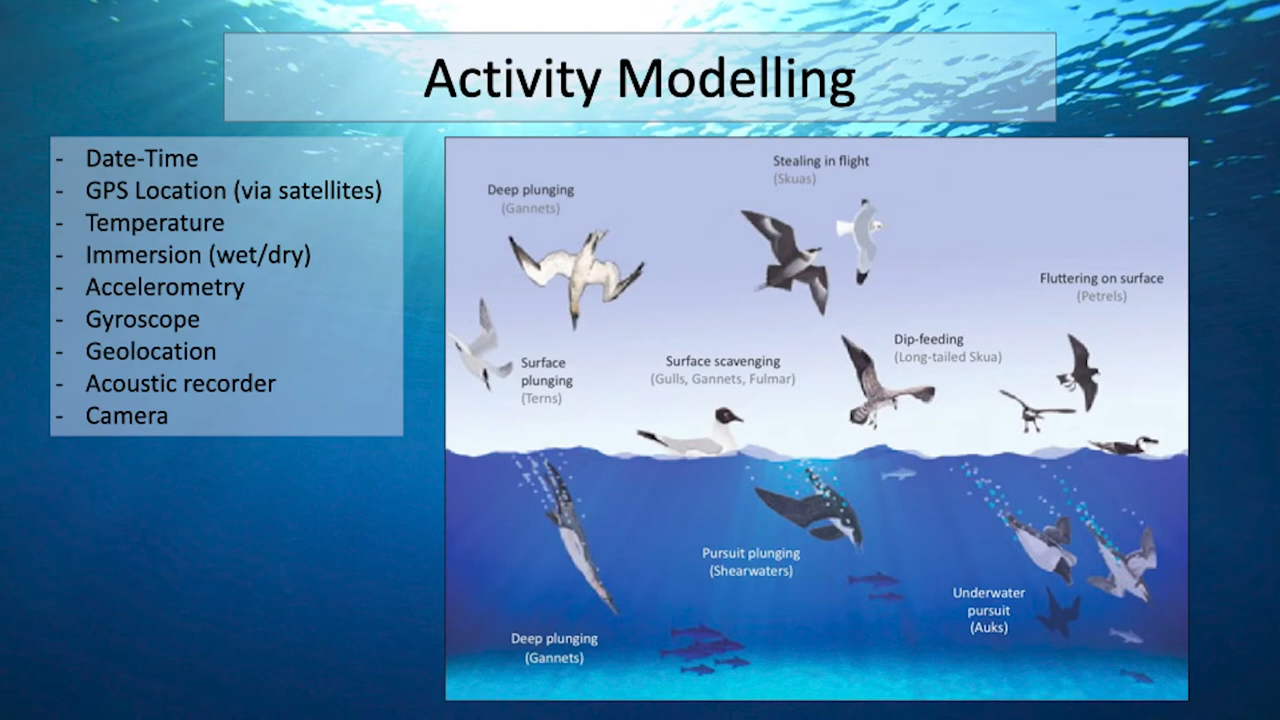 Activity Modelling
- Date-Time
- GPS Location (via satellites)
- Temperature
- Immersion (wet/dry)
- Accelerometry
- Gyroscope
- Geolocation
- Acoustic recorder
- Camera
Stealing in flight
(Skuas)
Deep plunging
(Gannets)
Fluttering on surface
(Petrels)
Dip-feeding
(Long-tailed Skua)
Surface
plunging
(Terns)
Surface scavenging
(Gulls, Gannets, Fulmar)
Pursuit plunging
(Shearwaters)
Underwater
pursuit
(Auks)
Deep plunging
(Gannets)